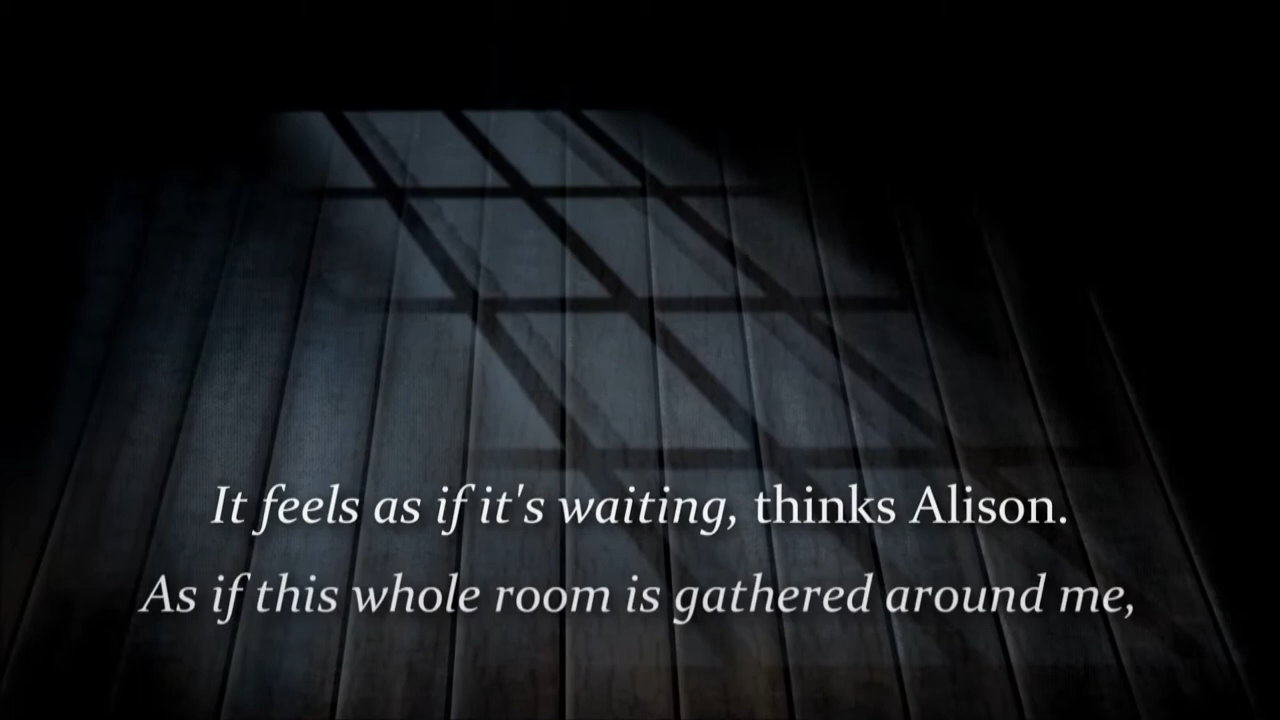 It feels as if it's waiting, thinks Alison.
As if this whole room is gathered around me,